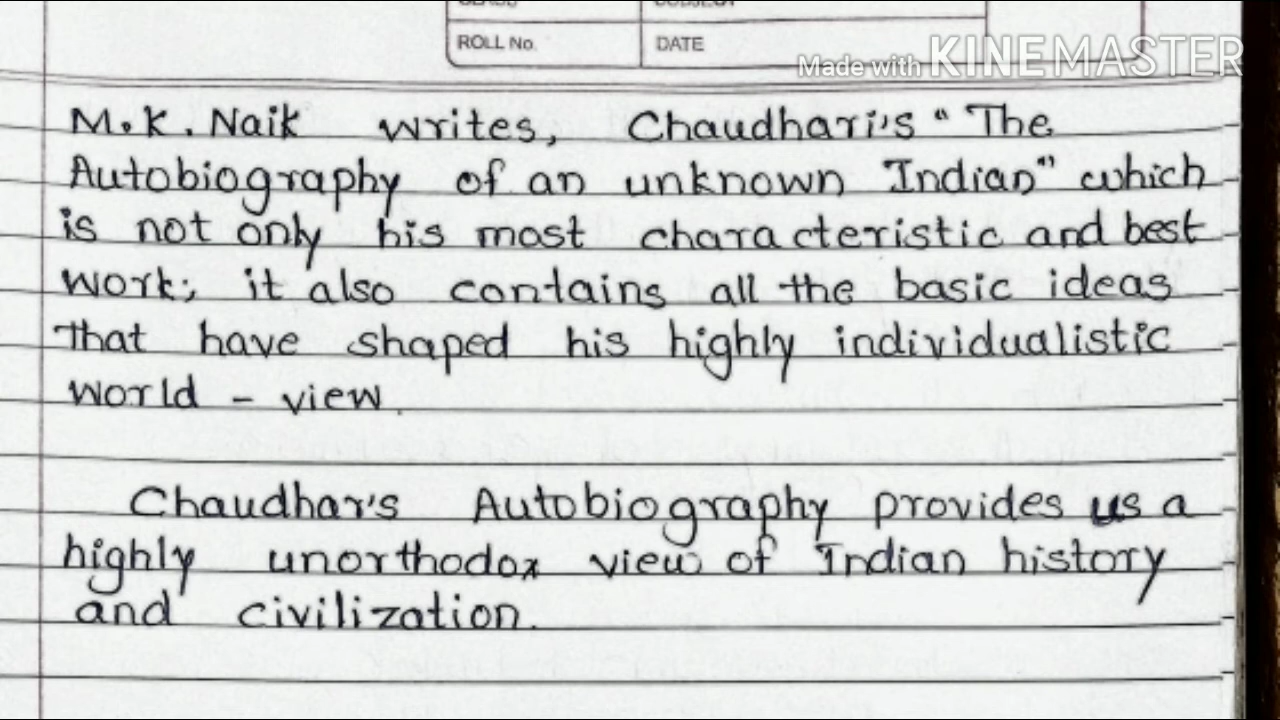 ROLL No. DATE
Made with KINEMASTER
M.K. Naik writes, Chaudhari's "The
Autobiography of an unknown Indian" which
is not only his most characteristic and best
work; it also contains all the basic ideas
that have shaped his highly individualistic
world - view.
Chaudhar's Autobiography provides us a
highly unorthodox view of Indian history
and civilization.